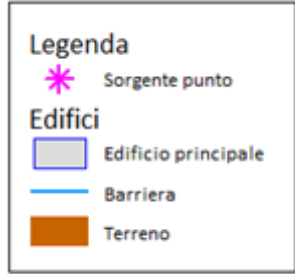 Legenda
Sorgente punto
Edifici
Edificio principale
Barriera
Terreno